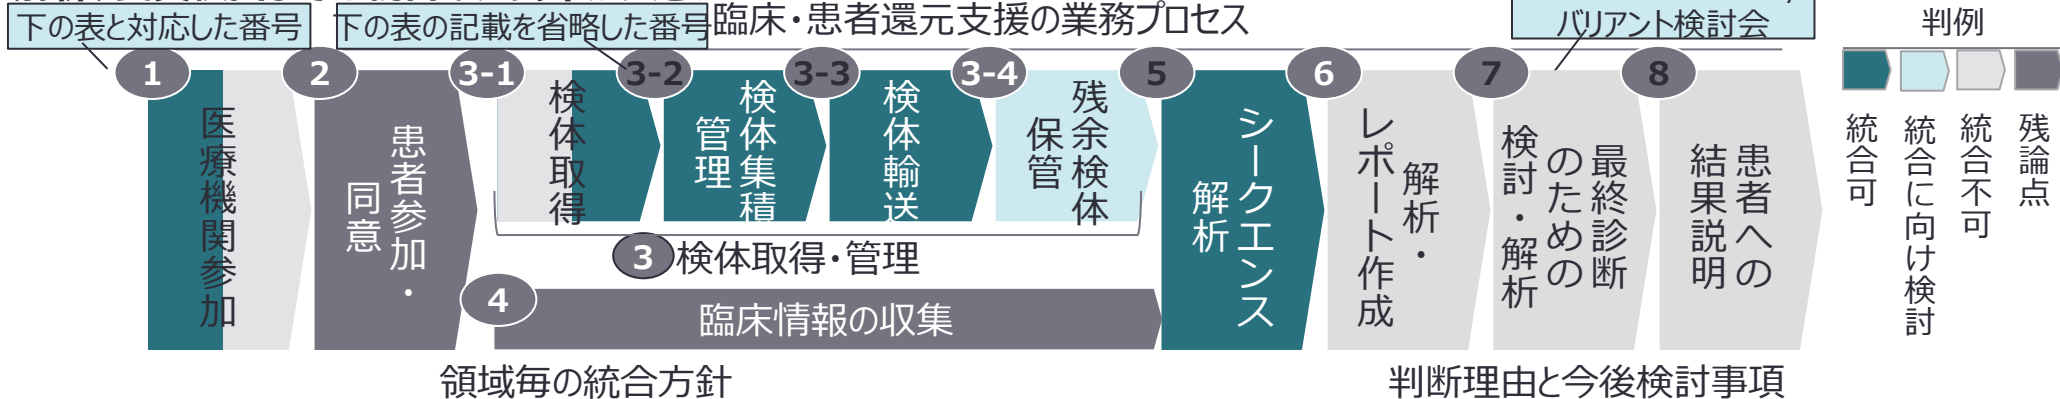 下の表と対応した番号
下の表の記載を省略した番号
臨床・患者還元支援の業務プロセス
バリアント検討会
判例
1
2
3-1
3-2
3-3
3-4
5
6
7
8
医療機関参加
患者参加・
同意
検体取得
検体集積
管理
検体輸送
残余検体
保管
シークエンス
解析
解析・
レポート作成
最終診断
のための
検討・解析
患者への
結果説明
統合可
統合に向け検討
統合不可
残論点
3 検体取得・管理
4
臨床情報の収集
領域毎の統合方針
判断理由と今後検討事項